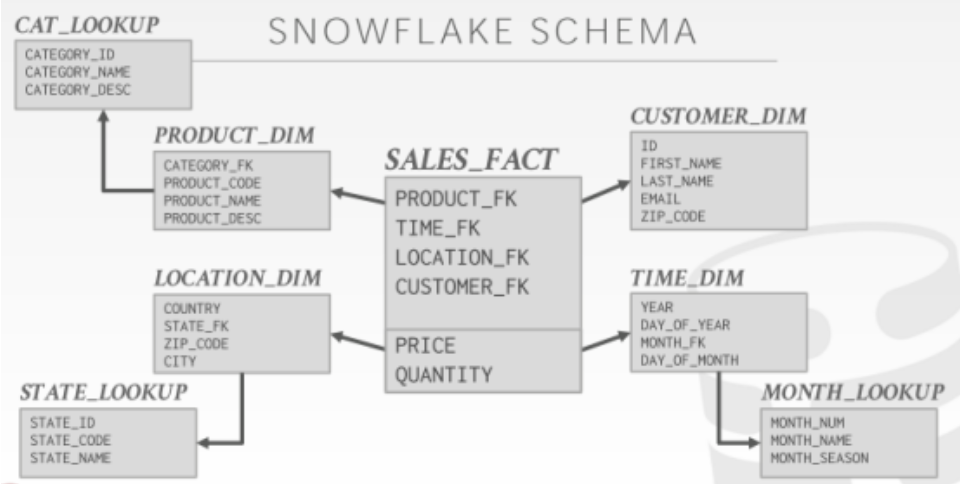 SNOWFLAKE SCHEMA
CAT_LOOKUP
CATEGORY_ID
CATEGORY_NAME
CATEGORY_DESC
PRODUCT_DIM
CATEGORY_FK
PRODUCT_CODE
PRODUCT_NAME
PRODUCT_DESC
SALES_FACT
PRODUCT_FK
TIME_FK
LOCATION_FK
CUSTOMER_FK
PRICE
QUANTITY
CUSTOMER_DIM
ID
FIRST_NAME
LAST_NAME
EMAIL
ZIP_CODE
LOCATION_DIM
COUNTRY
STATE_FK
ZIP_CODE
CITY
TIME_DIM
YEAR
DAY_OF_YEAR
MONTH_FK
DAY_OF_MONTH
STATE_LOOKUP
STATE_ID
STATE_CODE
STATE_NAME
MONTH_LOOKUP
MONTH_NUM
MONTH_NAME
MONTH_SEASON